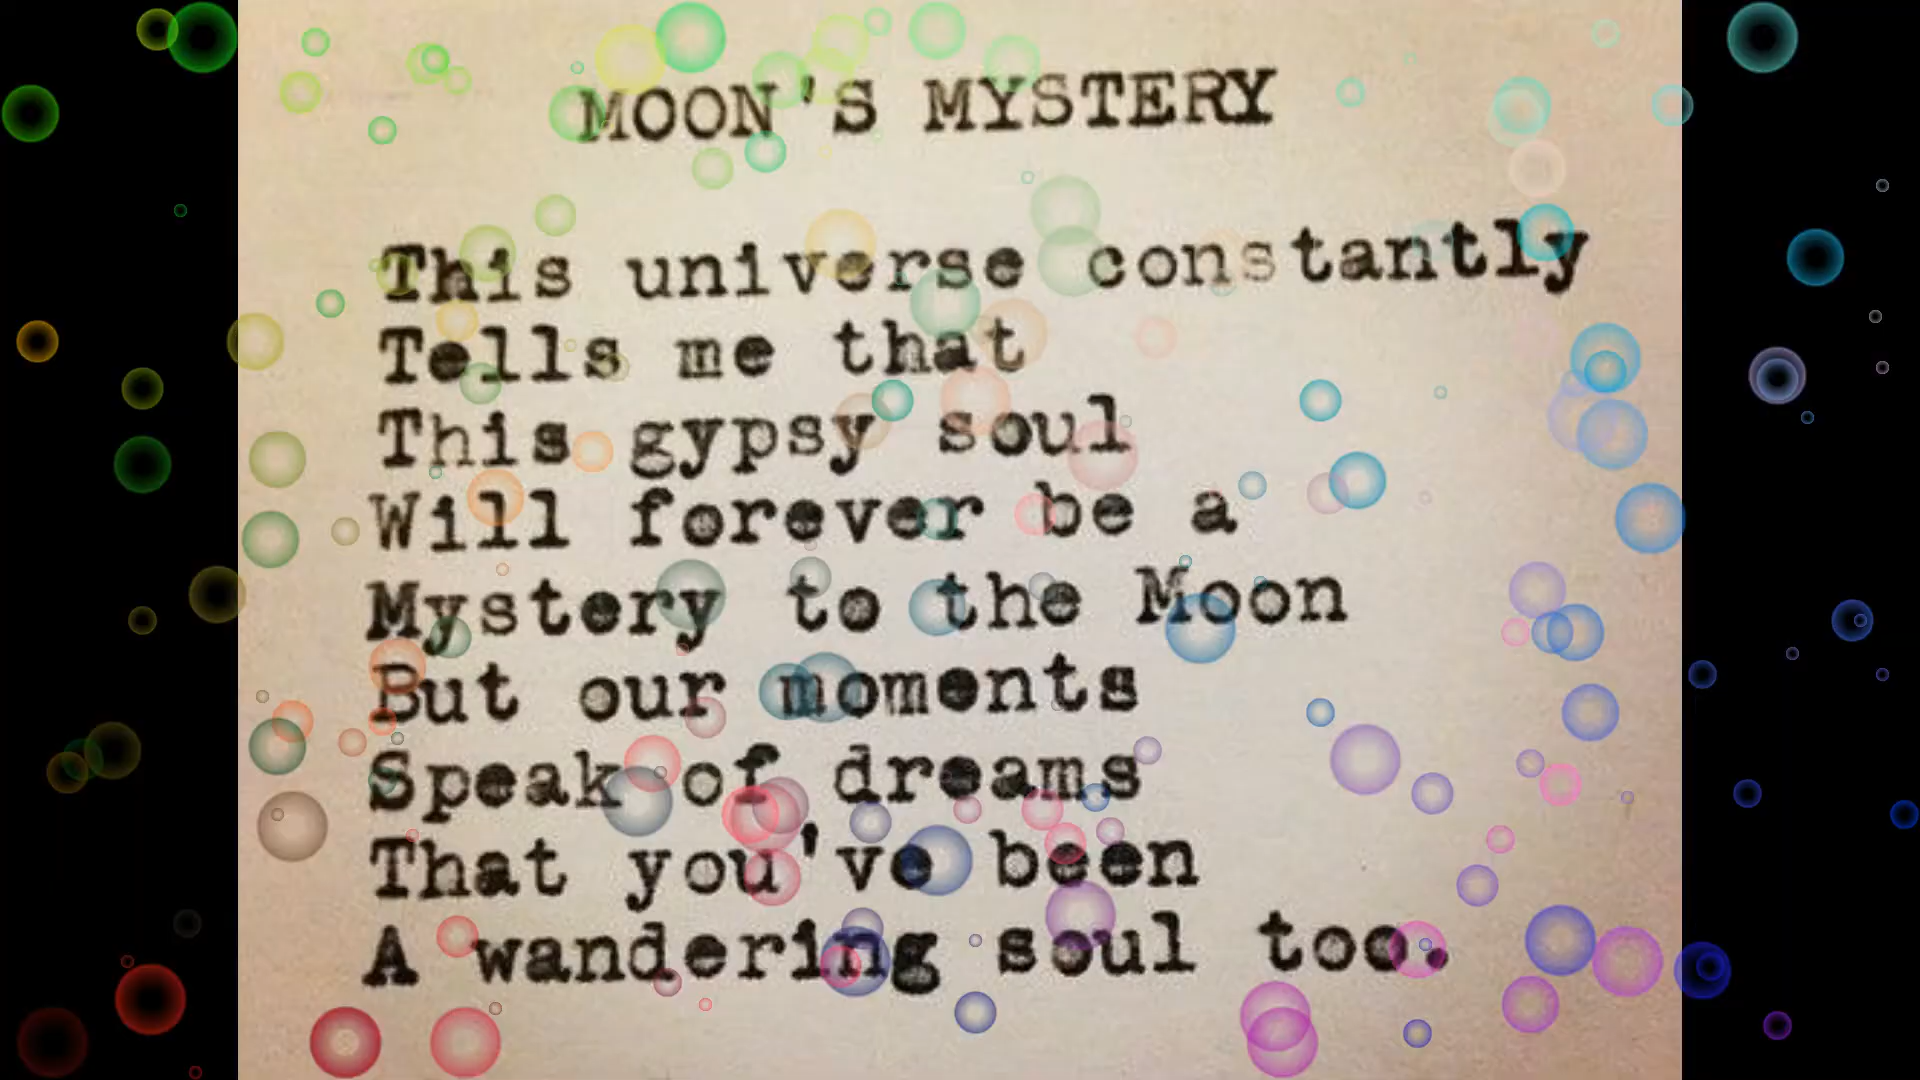 MOON'S MYSTERY
This universe constantly
Tells me that
This gypsy soul
Will forever be a
Mystery to the Moon
But our moments
Speak of dreams
That you've been
A wandering soul too.